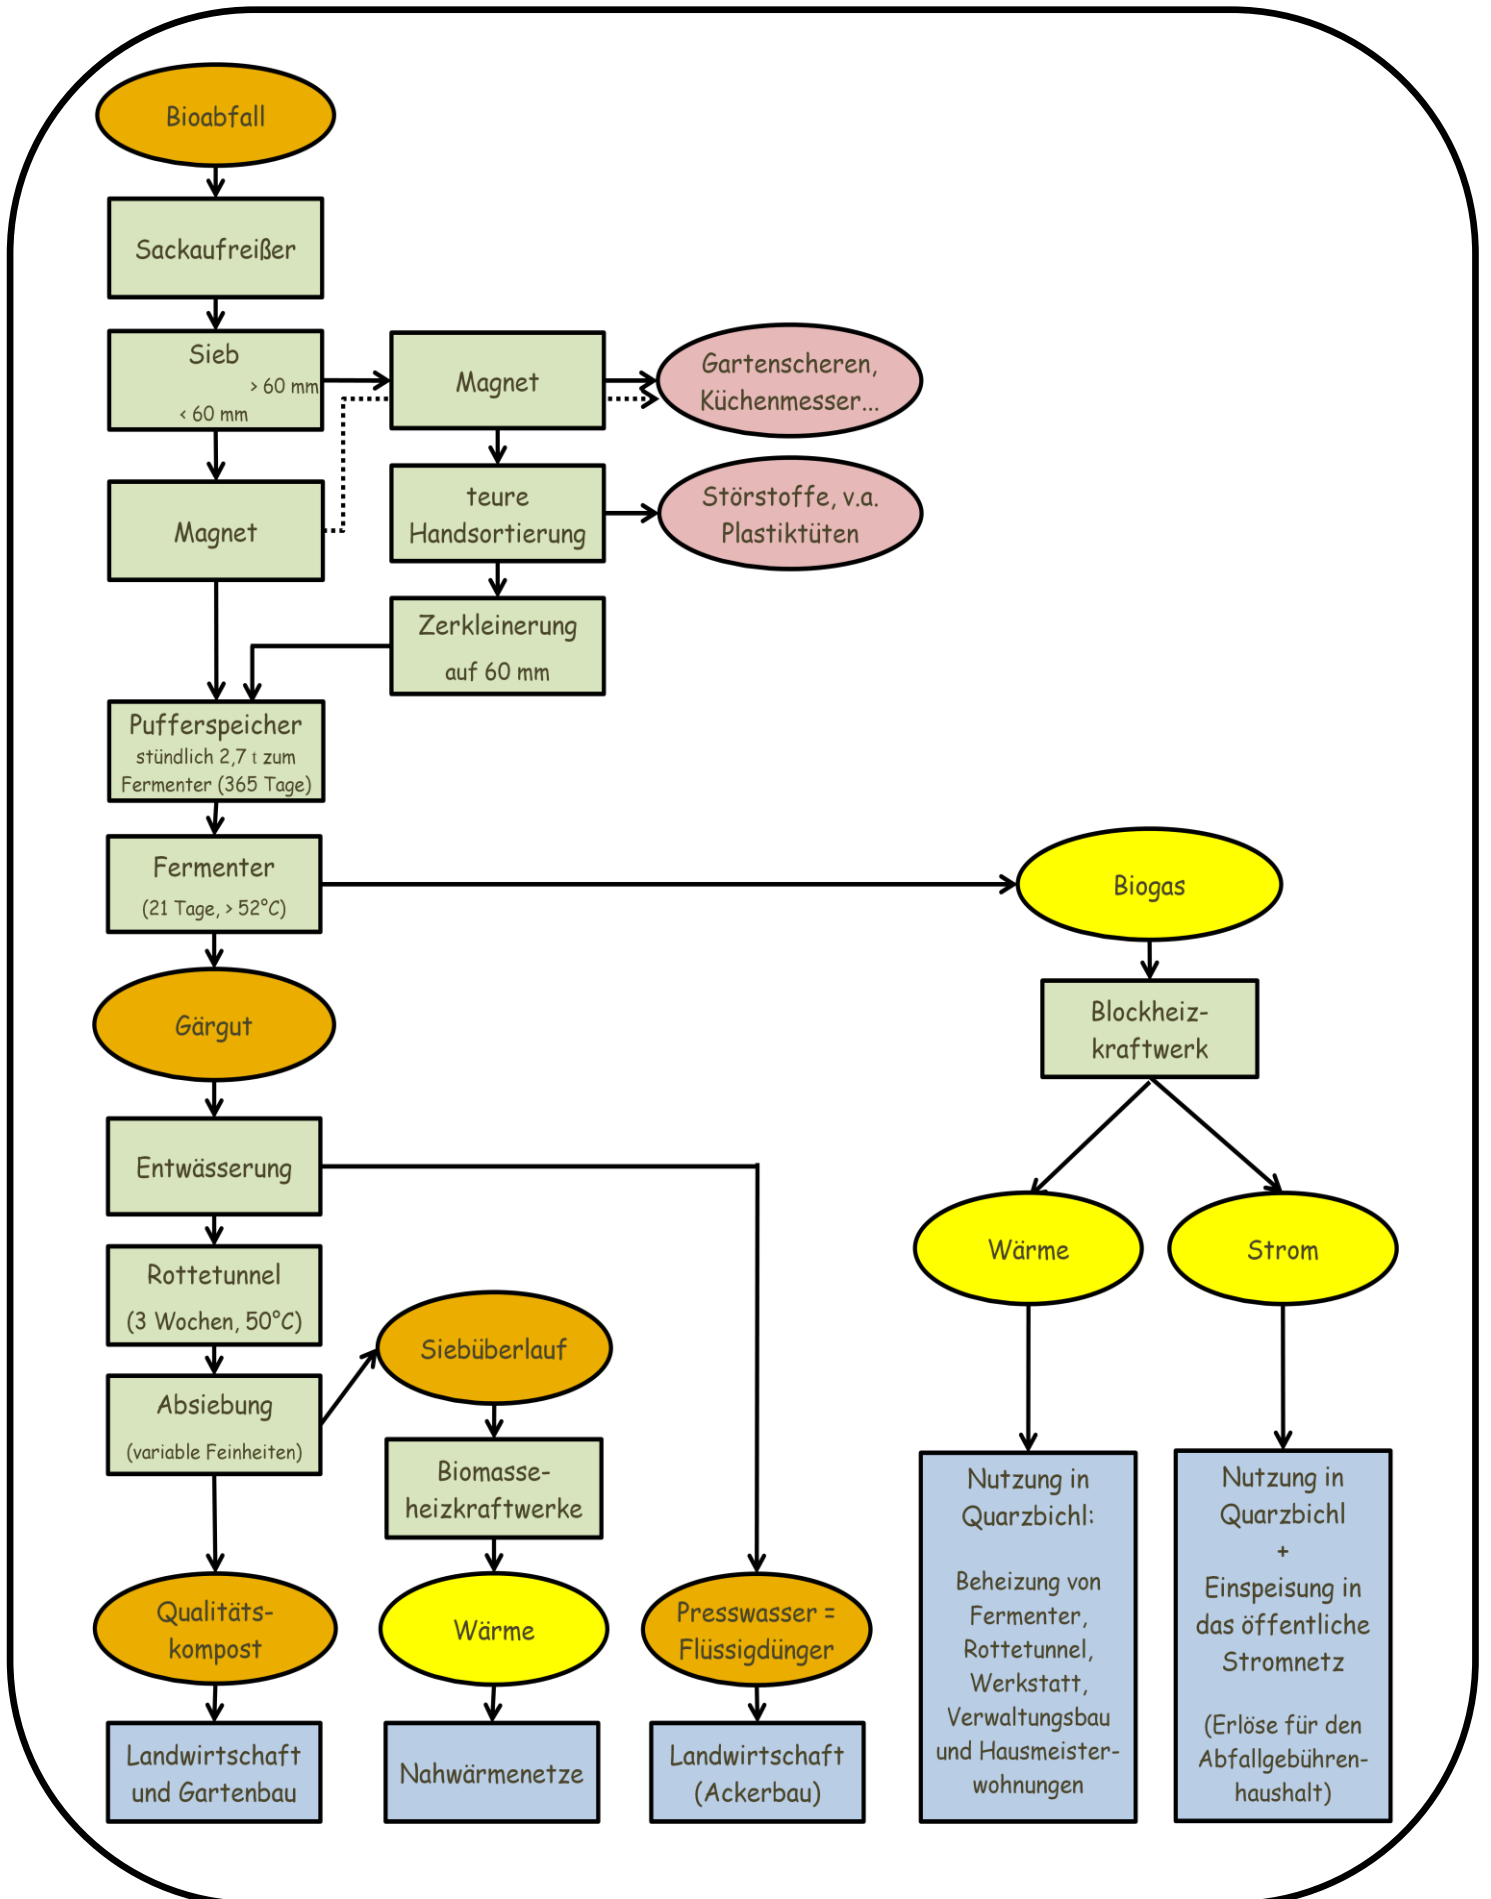 Bioabfall
Sackaufreißer
Sieb
> 60 mm
< 60 mm
Magnet
Gartenscheren,
Küchenmesser...
Magnet
teure
Handsortierung
Störstoffe, v.a.
Plastiktüten
Zerkleinerung
auf 60 mm
Pufferspeicher
stündlich 2,7 t zum
Fermenter (365 Tage)
Fermenter
(21 Tage, > 52°C)
Biogas
Gärgut
Blockheiz-
kraftwerk
Entwässerung
Wärme
Strom
Rottetunnel
(3 Wochen, 50°C)
Siebüberlauf
Absiebung
(variable Feinheiten)
Biomasse-
heizkraftwerke
Qualitäts-
kompost
Wärme
Presswasser =
Flüssigdünger
Landwirtschaft
und Gartenbau
Nahwärmenetze
Landwirtschaft
(Ackerbau)
Nutzung in
Quarzbichl:
Beheizung von
Fermenter,
Rottetunnel,
Werkstatt,
Verwaltungsbau
und Hausmeister-
wohnungen
Nutzung in
Quarzbichl
+
Einspeisung in
das öffentliche
Stromnetz
(Erlöse für den
Abfallgebühren-
haushalt)